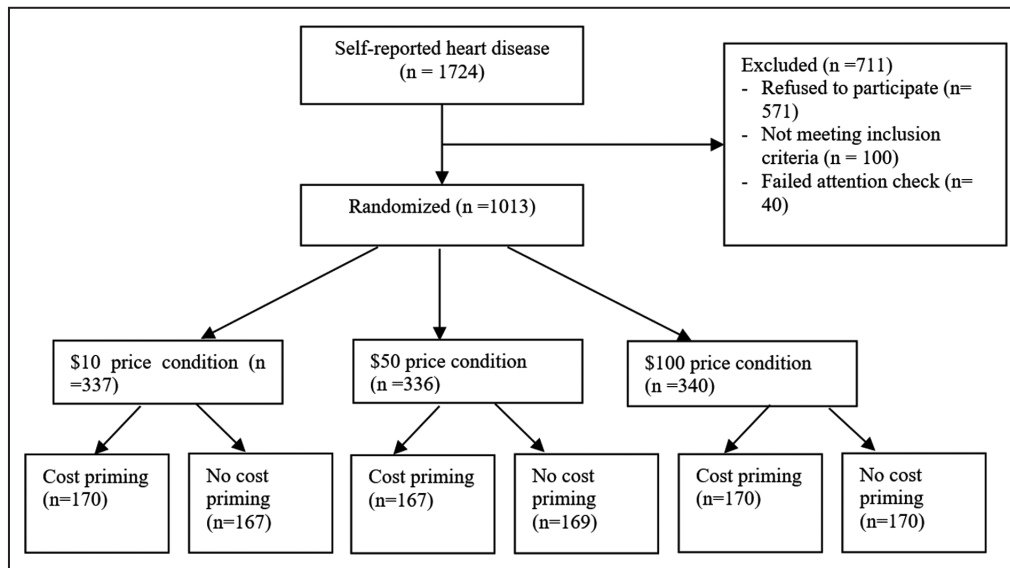 Self-reported heart disease
(n = 1724)
Excluded (n =711)
- Refused to participate (n=
571)
- Not meeting inclusion
criteria (n = 100)
- Failed attention check (n=
40)
Randomized (n =1013)
$10 price condition (n
=337)
$50 price condition
(n =336)
$100 price condition
(n =340)
Cost priming
(n=170)
No cost
priming
(n=167)
Cost priming
(n=167)
No cost
priming
(n=169)
Cost priming
(n=170)
No cost
priming
(n=170)